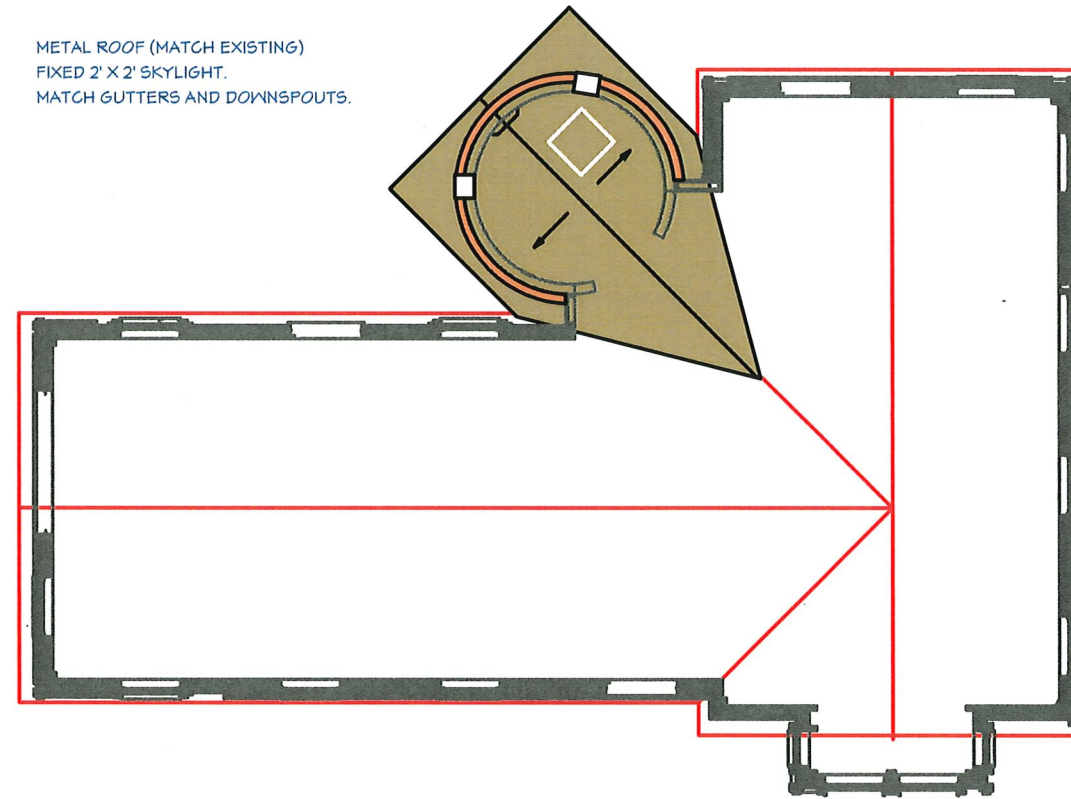 METAL ROOF (MATCH EXISTING)
FIXED 2' X 2' SKYLIGHT.
MATCH GUTTERS AND DOWNSPOUTS.